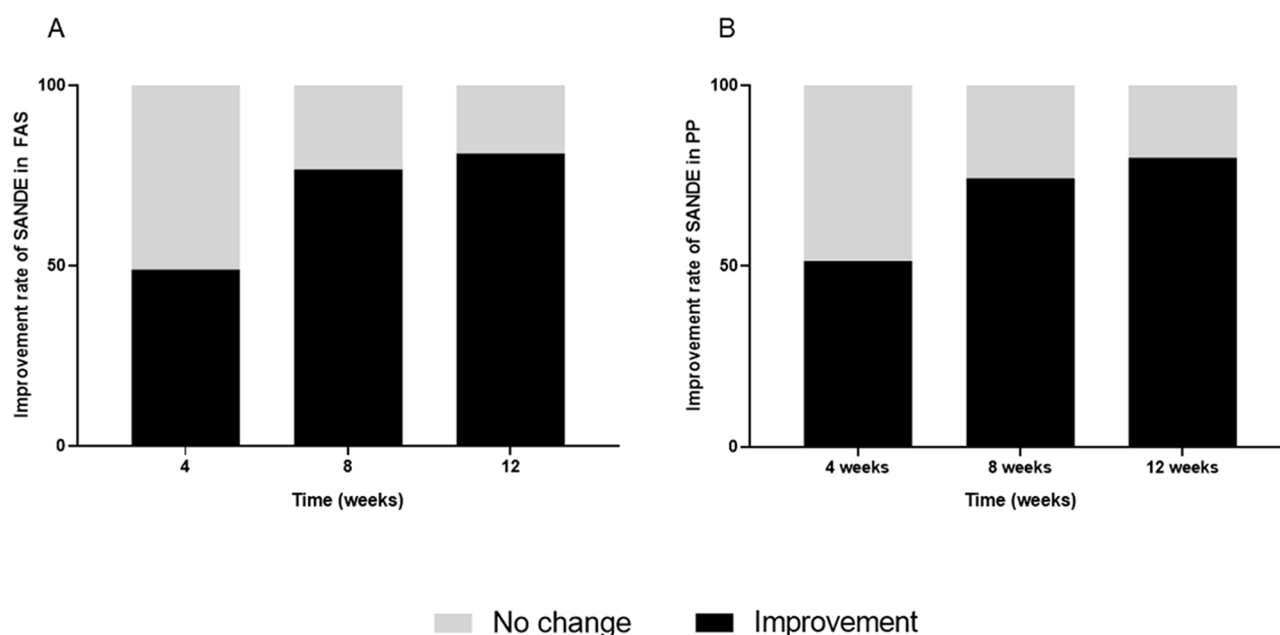 A
Improvement rate of SANDE in FAS
100
50
0
4 8 12
Time (weeks)
B
Improvement rate of SANDE in PP
100
50
0
4 weeks 8 weeks 12 weeks
Time (weeks)
No change Improvement